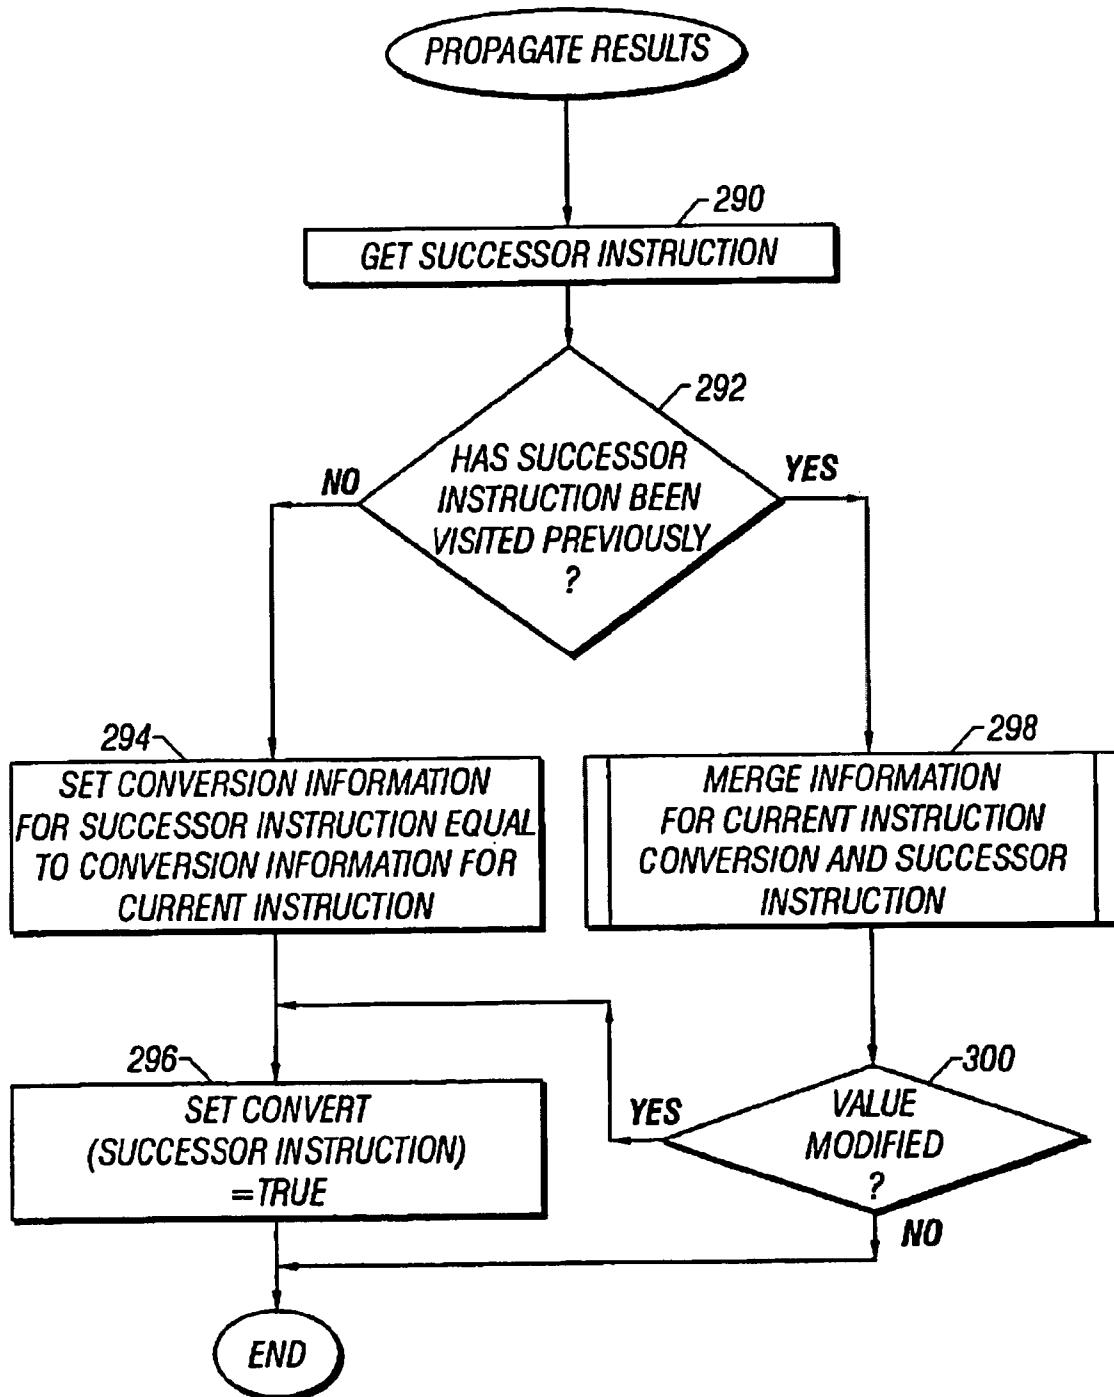 PROPAGATE RESULTS
290
GET SUCCESSOR INSTRUCTION
292
HAS SUCCESSOR
INSTRUCTION BEEN
VISITED PREVIOUSLY
?
NO
YES
294
SET CONVERSION INFORMATION
FOR SUCCESSOR INSTRUCTION EQUAL
TO CONVERSION INFORMATION FOR
CURRENT INSTRUCTION
298
MERGE INFORMATION
FOR CURRENT INSTRUCTION
CONVERSION AND SUCCESSOR
INSTRUCTION
296
SET CONVERT
(SUCCESSOR INSTRUCTION)
=TRUE
300
YES
VALUE
MODIFIED
?
NO
END